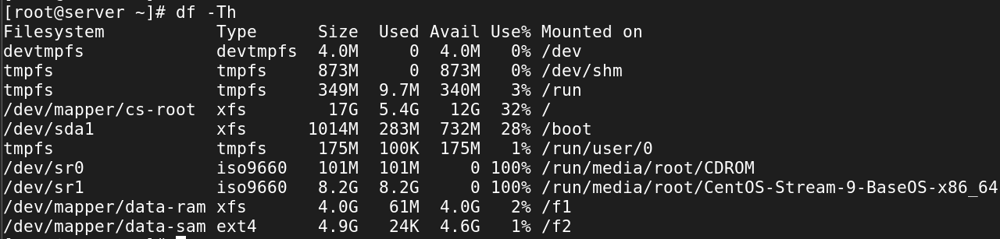 [root@server ~]# df -Th
Filesystem           Type      Size  Used Avail Use% Mounted on
devtmpfs             devtmpfs  4.0M     0  4.0M   0% /dev
tmpfs                tmpfs     873M     0  873M   0% /dev/shm
tmpfs                tmpfs     349M  9.7M  340M   3% /run
/dev/mapper/cs-root  xfs        17G  5.4G   12G  32% /
/dev/sda1            xfs      1014M  283M  732M  28% /boot
tmpfs                tmpfs     175M  100K  175M   1% /run/user/0
/dev/sr0             iso9660   101M  101M     0 100% /run/media/root/CDROM
/dev/sr1             iso9660   8.2G  8.2G     0 100% /run/media/root/CentOS-Stream-9-BaseOS-x86_64
/dev/mapper/data-ram xfs       4.0G   61M  4.0G   2% /f1
/dev/mapper/data-sam ext4      4.9G   24K  4.6G   1% /f2